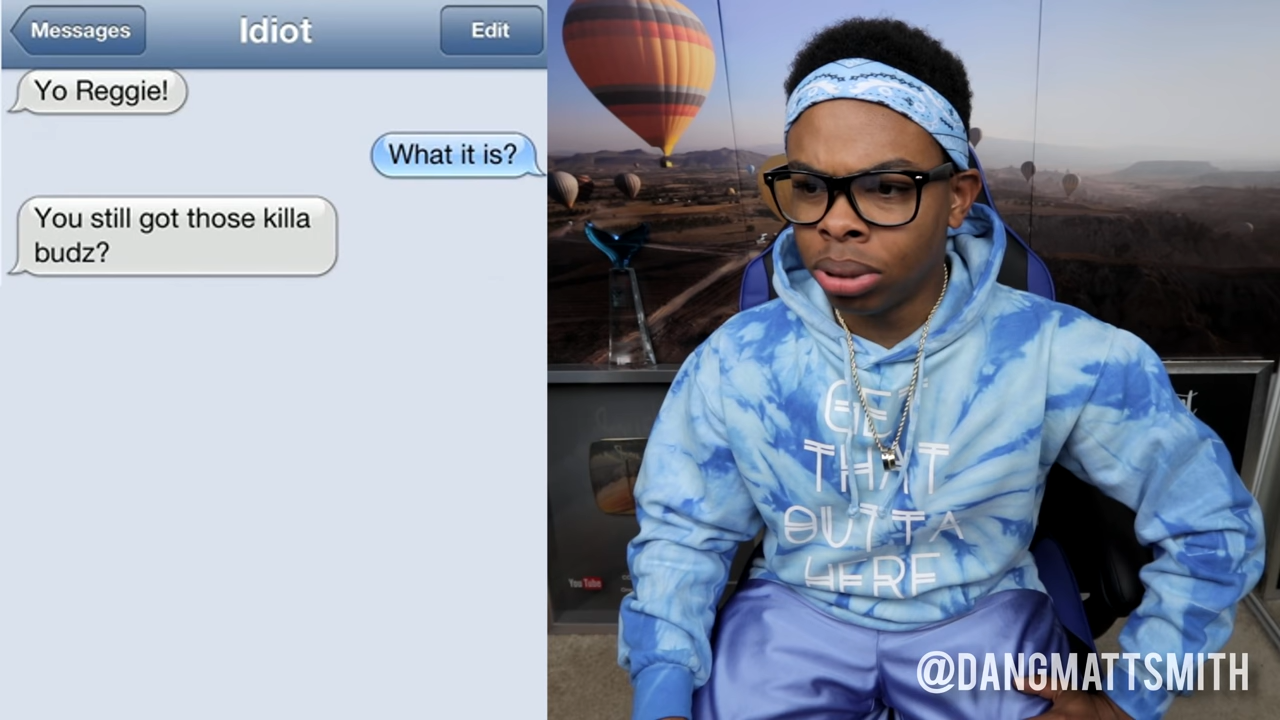 Messages
Idiot
Edit
Yo Reggie!
What it is?
You still got those killa
budz?
GET
THAT
OUTTA
HERE
YouTube
@DANGMATTSMITH